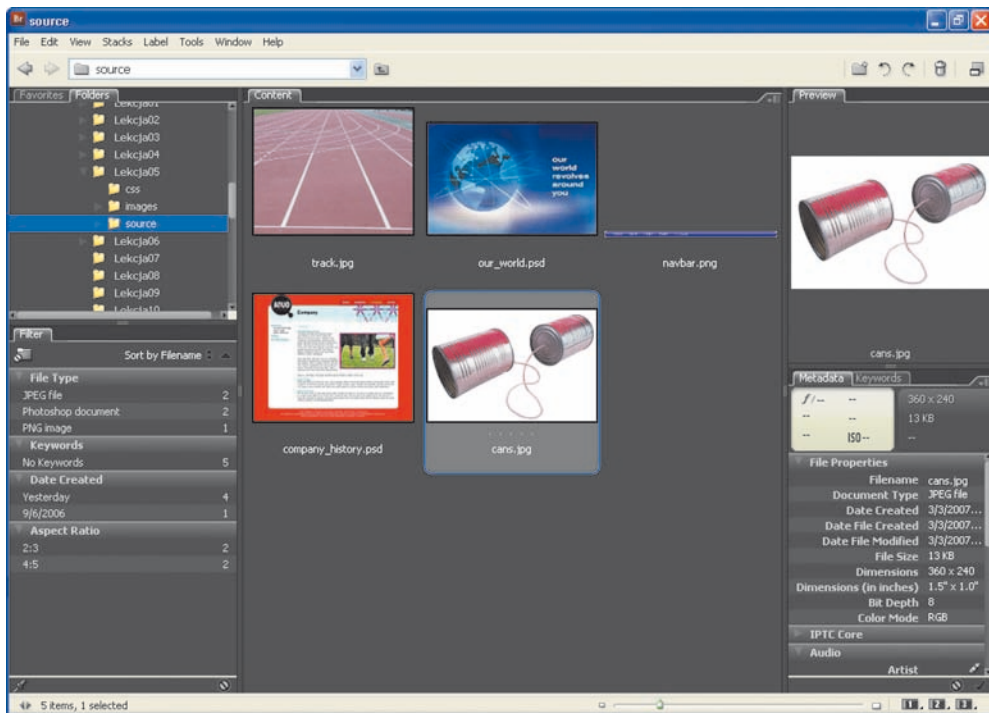 Br source
File Edit View Stacks Label Tools Window Help
source
Favorites Folders
Lekcja01
Lekcja02
Lekcja03
Lekcja04
Lekcja05
css
images
source
Lekcja06
Lekcja07
Lekcja08
Lekcja09
Lekcja10
Filter
Sort by Filename
File Type
JPEG file 2
Photoshop document 2
PNG image 1
Keywords
No Keywords 5
Date Created
Yesterday 4
9/6/2006 1
Aspect Ratio
2:3 2
4:5 2
Content
our
world
revolves
around
you
track.jpg our_world.psd navbar.png
Company
company_history.psd cans.jpg
Preview
cans.jpg
Metadata Keywords
f/-- -- 360 x 240
-- -- 13 KB
-- ISO-- --
File Properties
Filename cans.jpg
Document Type JPEG file
Date Created 3/3/2007...
Date File Created 3/3/2007...
Date File Modified 3/3/2007...
File Size 13 KB
Dimensions 360 x 240
Dimensions (in inches) 1.5" x 1.0"
Bit Depth 8
Color Mode RGB
IPTC Core
Audio
Artist
5 items, 1 selected
1 2 3